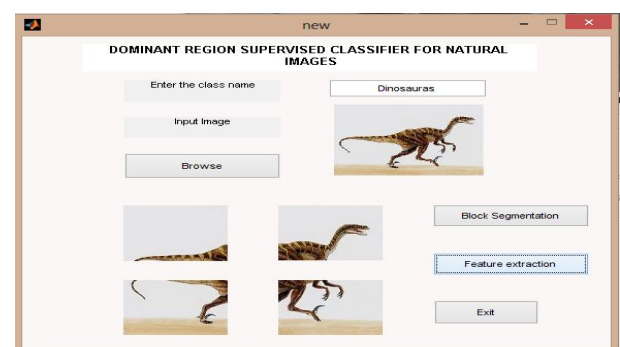 new
DOMINANT REGION SUPERVISED CLASSIFIER FOR NATURAL
IMAGES
Enter the class name
Dinosauras
Input Image
Browse
Block Segmentation
Feature extraction
Exit